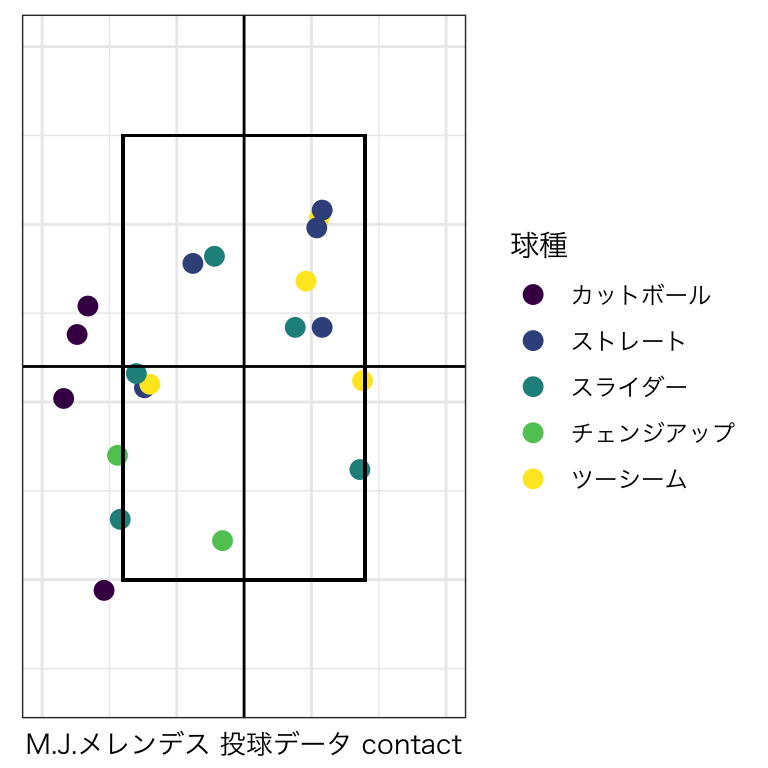 球種
カットボール
ストレート
スライダー
チェンジアップ
ツーシーム
M.J.メレンデス 投球データ contact